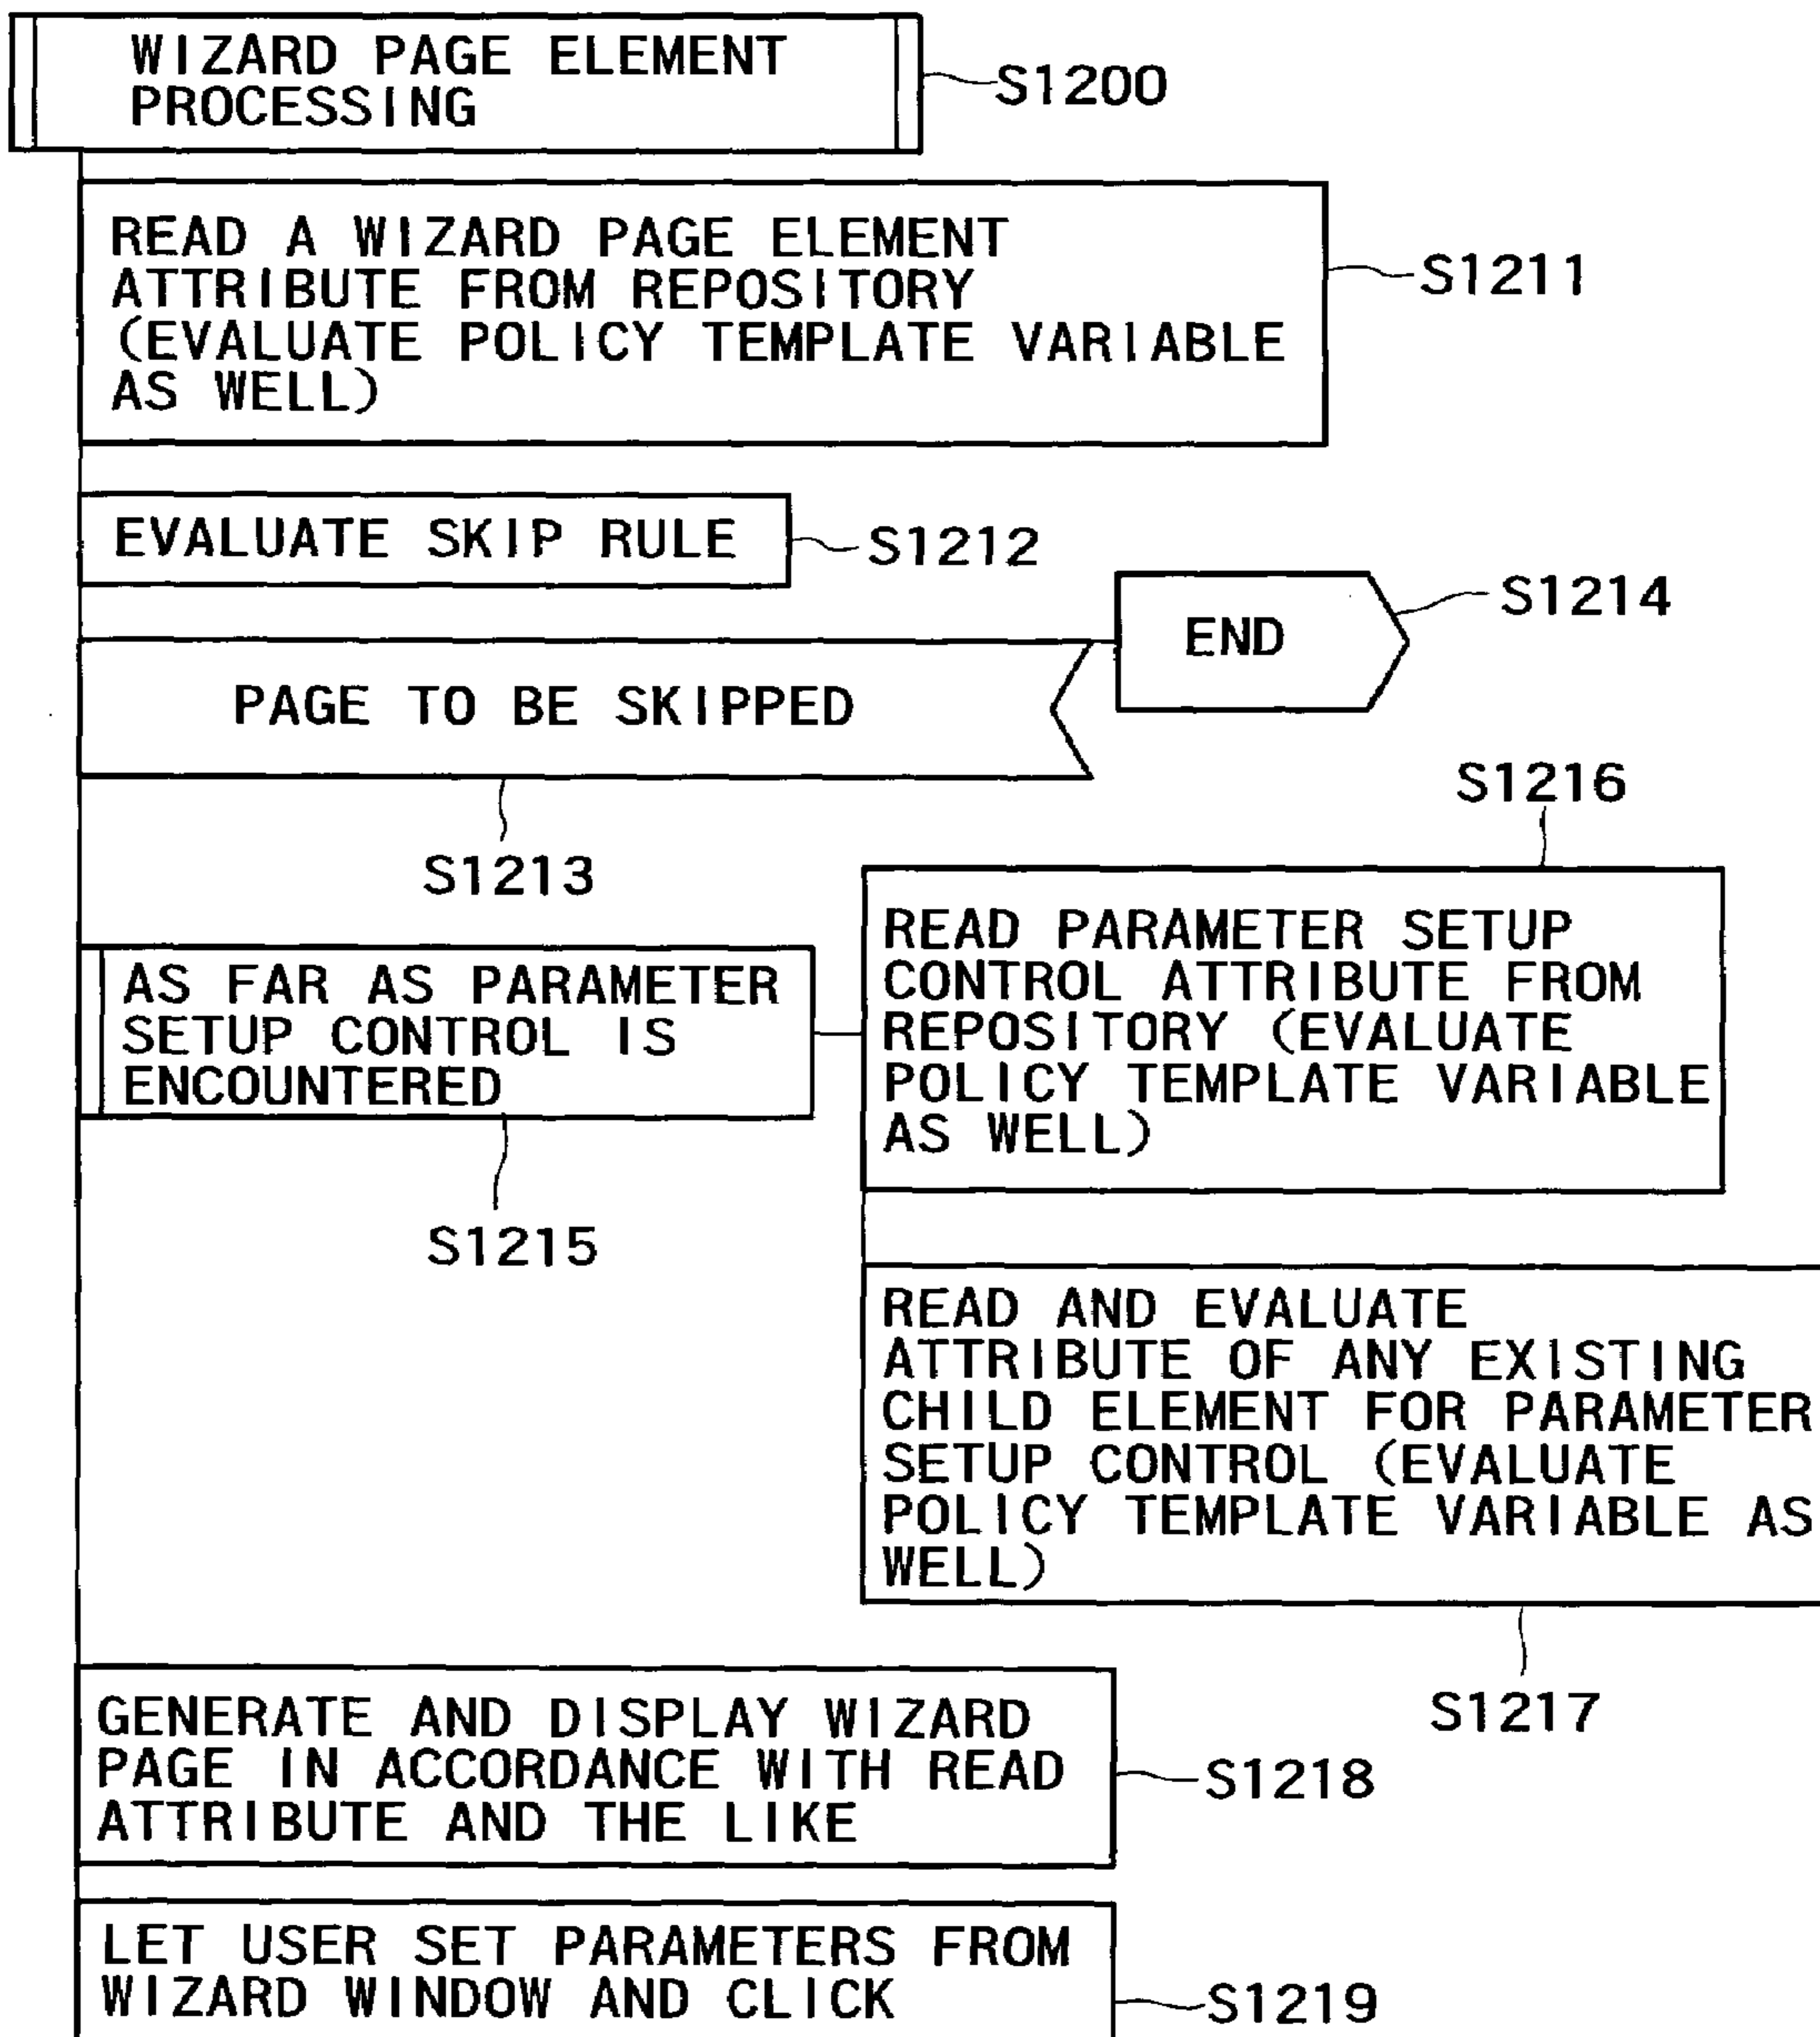 WIZARD PAGE ELEMENT
PROCESSING
S1200
READ A WIZARD PAGE ELEMENT
ATTRIBUTE FROM REPOSITORY
(EVALUATE POLICY TEMPLATE VARIABLE
AS WELL)
S1211
EVALUATE SKIP RULE
S1212
END
S1214
PAGE TO BE SKIPPED
S1213
S1216
AS FAR AS PARAMETER
SETUP CONTROL IS
ENCOUNTERED
S1215
READ PARAMETER SETUP
CONTROL ATTRIBUTE FROM
REPOSITORY (EVALUATE
POLICY TEMPLATE VARIABLE
AS WELL)
READ AND EVALUATE
ATTRIBUTE OF ANY EXISTING
CHILD ELEMENT FOR PARAMETER
SETUP CONTROL (EVALUATE
POLICY TEMPLATE VARIABLE AS
WELL)
S1217
GENERATE AND DISPLAY WIZARD
PAGE IN ACCORDANCE WITH READ
ATTRIBUTE AND THE LIKE
S1218
LET USER SET PARAMETERS FROM
WIZARD WINDOW AND CLICK
S1219